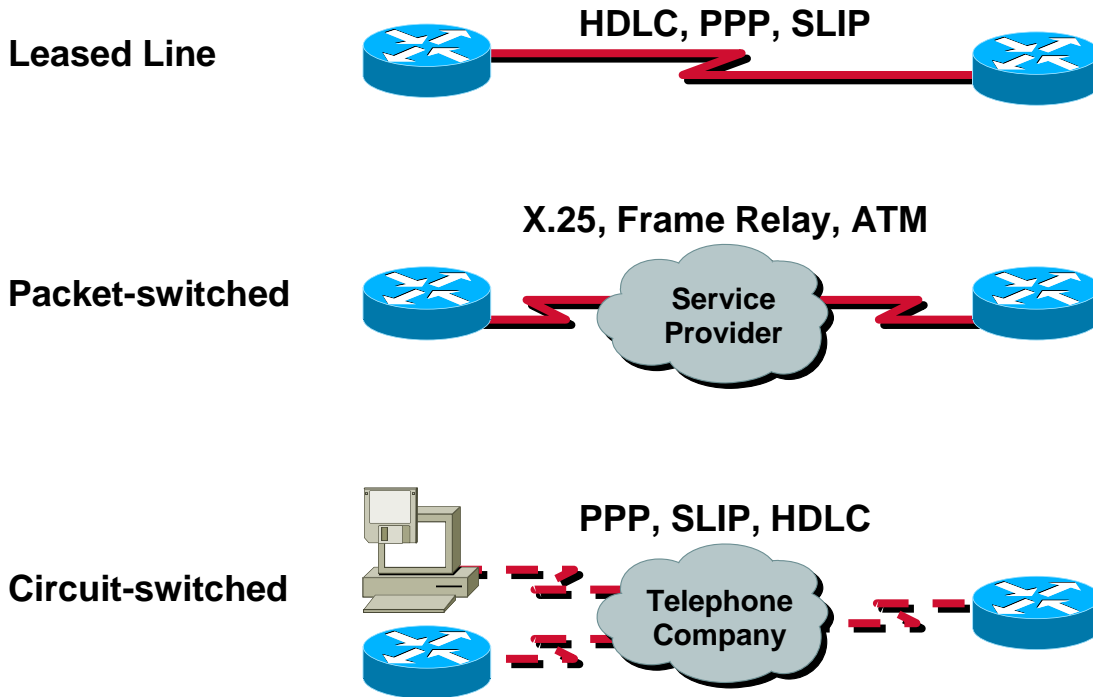 HDLC, PPP, SLIP
Leased Line
X.25, Frame Relay, ATM
Packet-switched
Service
Provider
PPP, SLIP, HDLC
Circuit-switched
Telephone
Company